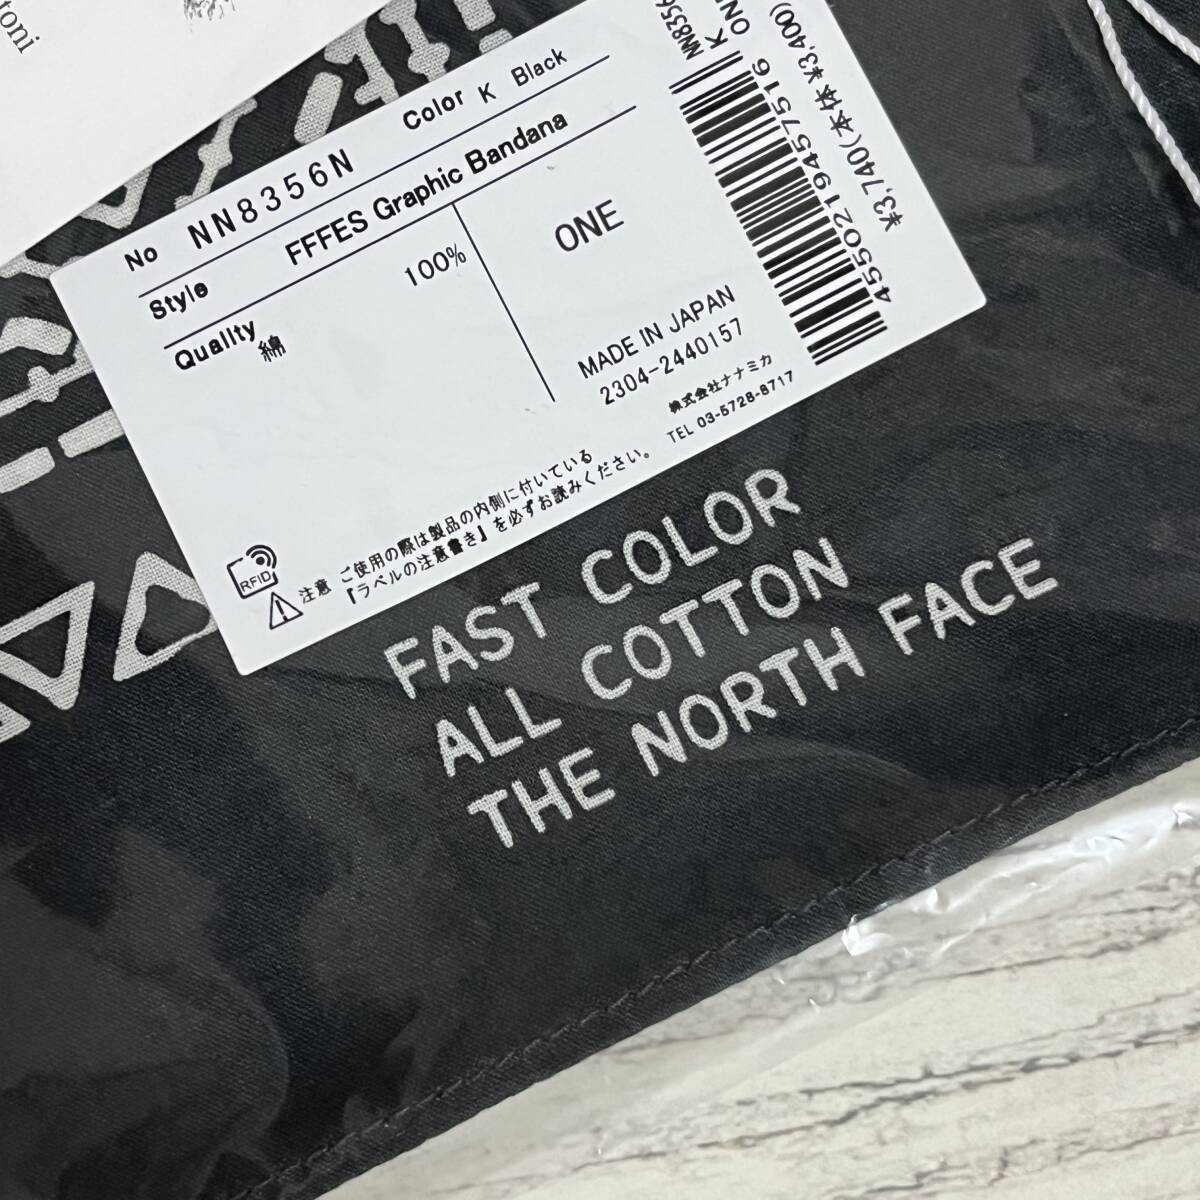 toni
No NN8356N Color K Black
Style FFFES Graphic Bandana
Quality
綿 100%
ONE
MADE IN JAPAN
2304-2440157
株式会社ナナミカ
TEL 03-5728-8717
NN8356
K ON
4550219457516
¥3,740(本体¥3,400)
RFID
注意 ご使用の際は製品の内側に付いている
『ラベルの注意書き』を必ずお読みください。
FAST COLOR
ALL COTTON
THE NORTH FACE